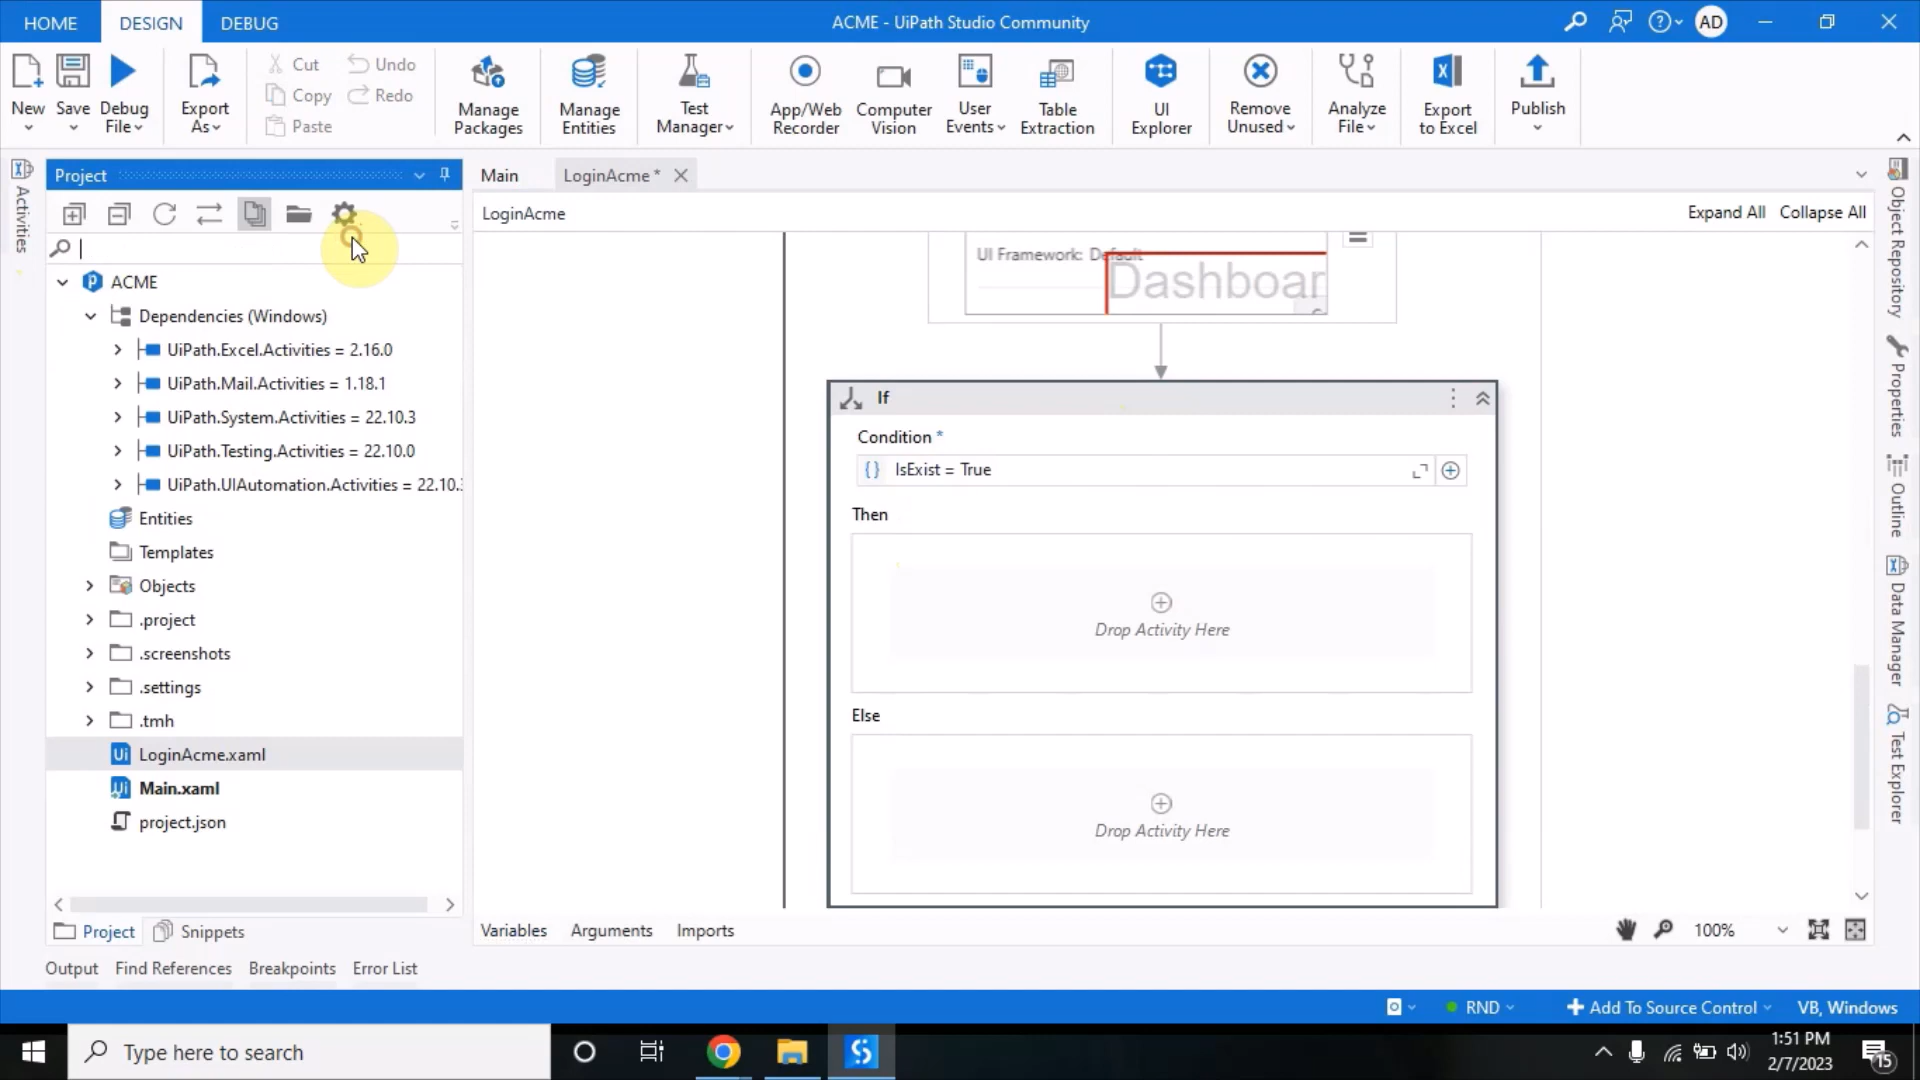 HOME
DESIGN
DEBUG
ACME - UiPath Studio Community
AD
New
Save
Debug File
Export As
Cut
Copy
Paste
Undo
Redo
Manage Packages
Manage Entities
Test Manager
App/Web Recorder
Computer Vision
User Events
Table Extraction
UI Explorer
Remove Unused
Analyze File
Export to Excel
Publish
Activities
Project
ACME
Dependencies (Windows)
UiPath.Excel.Activities = 2.16.0
UiPath.Mail.Activities = 1.18.1
UiPath.System.Activities = 22.10.3
UiPath.Testing.Activities = 22.10.0
UiPath.UIAutomation.Activities = 22.10.
Entities
Templates
Objects
.project
.screenshots
.settings
.tmh
LoginAcme.xaml
Main.xaml
project.json
Project
Snippets
Main
LoginAcme *
LoginAcme
Expand All
Collapse All
UI Framework: Default
Dashboar
If
Condition *
IsExist = True
Then
Drop Activity Here
Else
Drop Activity Here
Variables
Arguments
Imports
100%
Object Repository
Properties
Outline
Data Manager
Test Explorer
Output
Find References
Breakpoints
Error List
RND
Add To Source Control
VB, Windows
Type here to search
1:51 PM
2/7/2023
15